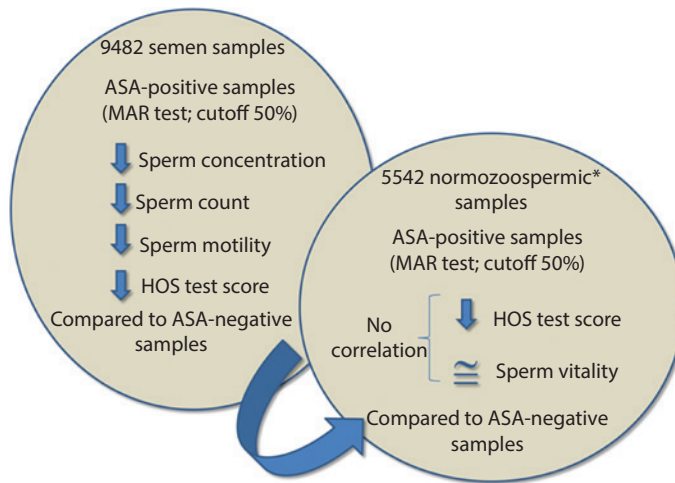 9482 semen samples
ASA-positive samples
(MAR test; cutoff 50%)
Sperm concentration
Sperm count
Sperm motility
HOS test score
Compared to ASA-negative
samples
5542 normozoospermic*
samples
ASA-positive samples
(MAR test; cutoff 50%)
No
correlation
HOS test score
≅ Sperm vitality
Compared to ASA-negative
samples